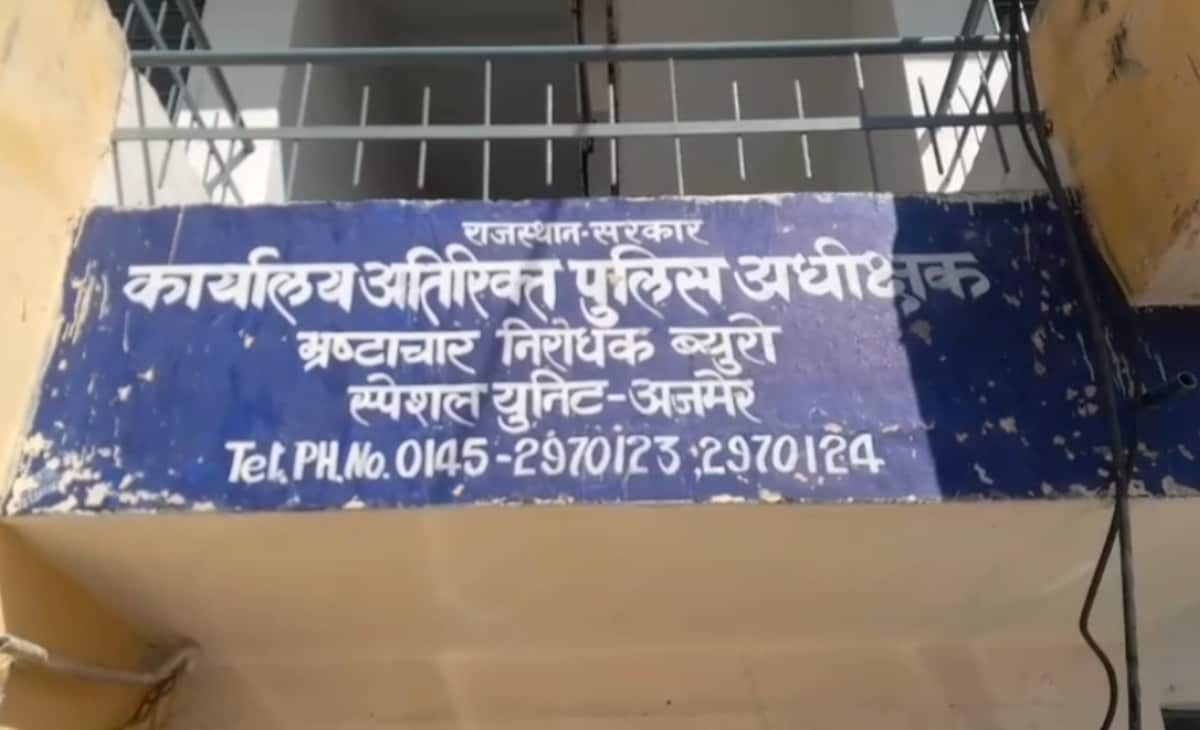 राजस्थान-सरकार
कार्यालय अतिरिक्त पुलिस अधीक्षक
भ्रष्टाचार निरोधक ब्युरो
स्पेशल युनिट-अजमेर
Tel. PH. No. 0145-2970123 ; 2970124